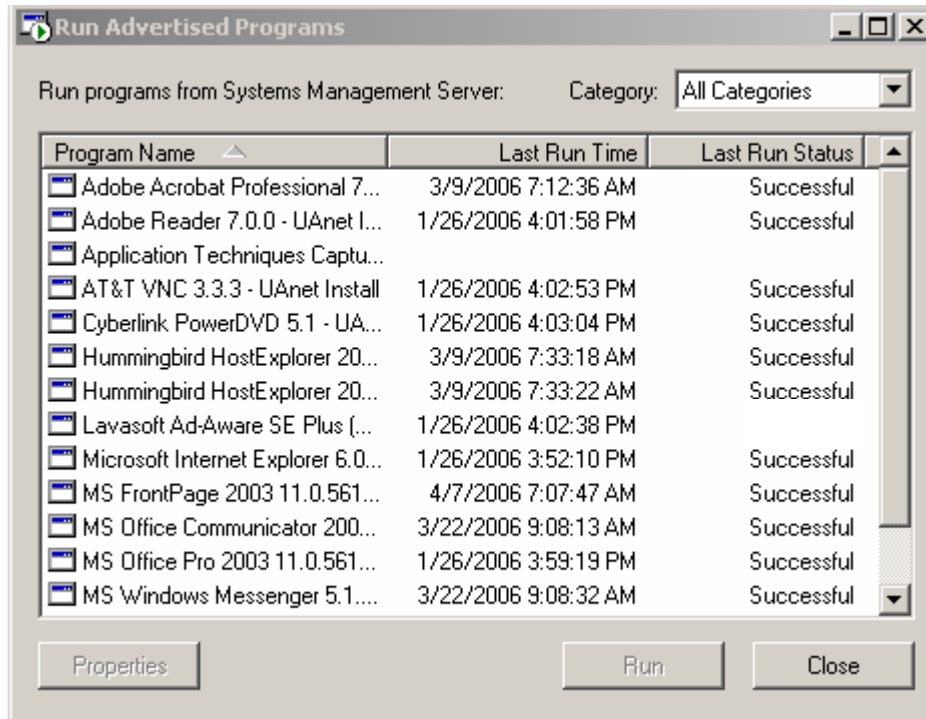 Run Advertised Programs
Run programs from Systems Management Server: Category: All Categories
Program Name Last Run Time Last Run Status
Adobe Acrobat Professional 7... 3/9/2006 7:12:36 AM Successful
Adobe Reader 7.0.0 - UAnet I... 1/26/2006 4:01:58 PM Successful
Application Techniques Captu...
AT&T VNC 3.3.3 - UAnet Install 1/26/2006 4:02:53 PM Successful
Cyberlink PowerDVD 5.1 - UA... 1/26/2006 4:03:04 PM Successful
Hummingbird HostExplorer 20... 3/9/2006 7:33:18 AM Successful
Hummingbird HostExplorer 20... 3/9/2006 7:33:22 AM Successful
Lavasoft Ad-Aware SE Plus (... 1/26/2006 4:02:38 PM
Microsoft Internet Explorer 6.0... 1/26/2006 3:52:10 PM Successful
MS FrontPage 2003 11.0.561... 4/7/2006 7:07:47 AM Successful
MS Office Communicator 200... 3/22/2006 9:08:13 AM Successful
MS Office Pro 2003 11.0.561... 1/26/2006 3:59:19 PM Successful
MS Windows Messenger 5.1.... 3/22/2006 9:08:32 AM Successful
Properties Run Close